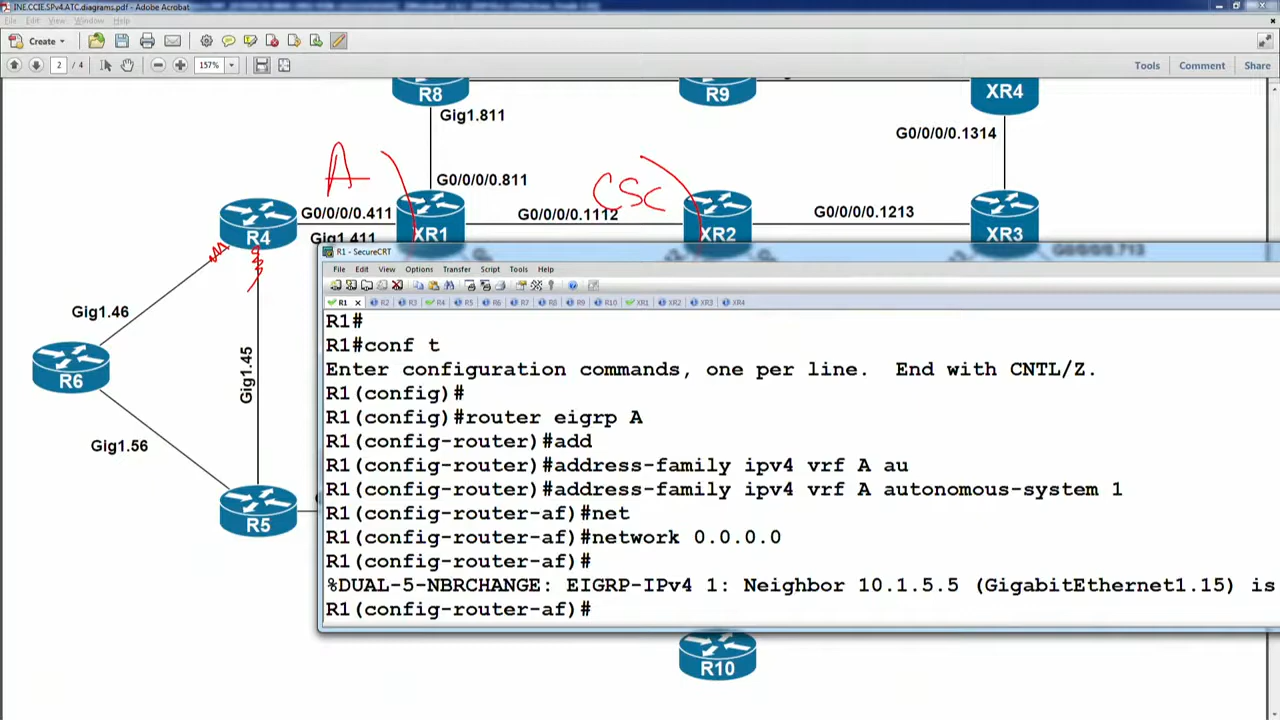 INE.CCIE.SPv4.ATC.diagrams.pdf - Adobe Acrobat
File Edit View Window Help
Create
2 / 4 157% Tools Comment Share
R8 R9 XR4
Gig1.811
G0/0/0/0.1314
A
G0/0/0/0.811
CSC
G0/0/0/0.411 G0/0/0/0.1112 G0/0/0/0.1213
R4 XR1 XR2 XR3
Gig1.411
Gig1.46
Gig1.45
R6
Gig1.56
R5
R1 - SecureCRT
File Edit View Options Transfer Script Tools Help
R1 R2 R3 R4 R5 R6 R7 R8 R9 R10 XR1 XR2 XR3 XR4
R1#
R1#conf t
Enter configuration commands, one per line.  End with CNTL/Z.
R1(config)#
R1(config)#router eigrp A
R1(config-router)#add
R1(config-router)#address-family ipv4 vrf A au
R1(config-router)#address-family ipv4 vrf A autonomous-system 1
R1(config-router-af)#net
R1(config-router-af)#network 0.0.0.0
R1(config-router-af)#
%DUAL-5-NBRCHANGE: EIGRP-IPv4 1: Neighbor 10.1.5.5 (GigabitEthernet1.15) is
R1(config-router-af)#
R10